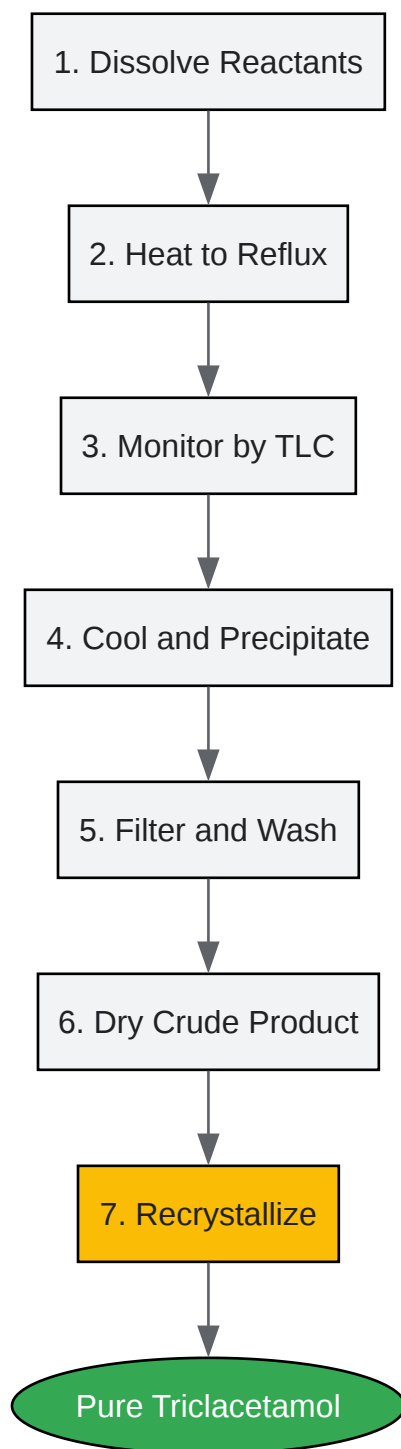 1. Dissolve Reactants
2. Heat to Reflux
3. Monitor by TLC
4. Cool and Precipitate
5. Filter and Wash
6. Dry Crude Product
7. Recrystallize
Pure Triclacetamol